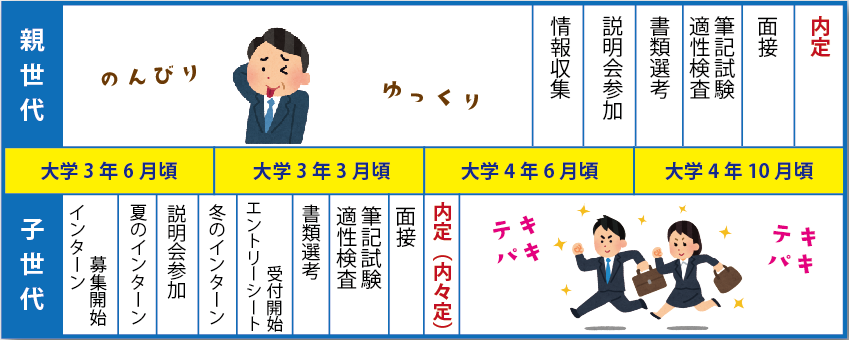 親世代
のんびり
ゆっくり
情報収集
説明会参加
書類選考
筆記試験
適性検査
面接
内定
大学3年6月頃
大学3年3月頃
大学4年6月頃
大学4年10月頃
子世代
インターン
募集開始
夏のインターン
説明会参加
冬のインターン
エントリーシート
受付開始
書類選考
筆記試験
適性検査
面接
内定（内々定）
テキ
パキ
テキ
パキ